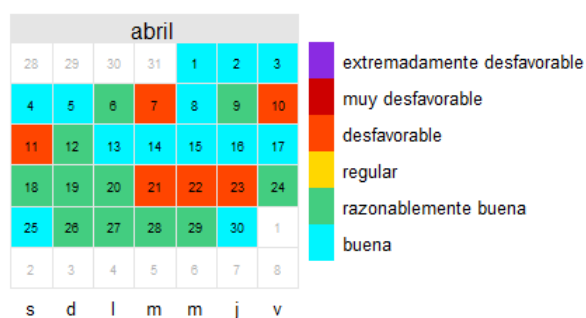 abril
28 29 30 31 1 2 3
4 5 6 7 8 9 10
11 12 13 14 15 16 17
18 19 20 21 22 23 24
25 26 27 28 29 30 1
2 3 4 5 6 7 8
s d l m m j v
extremadamente desfavorable
muy desfavorable
desfavorable
regular
razonablemente buena
buena